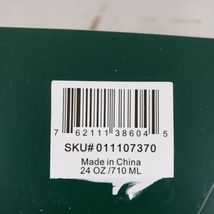 7 62111 38604 5
SKU# 011107370
Made in China
24 OZ /710 ML